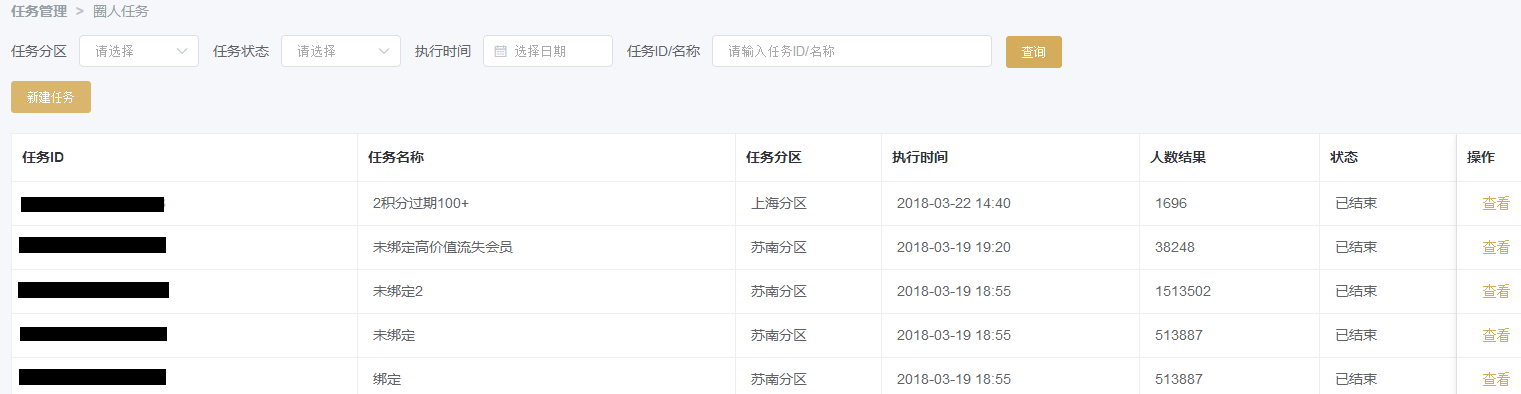 任务管理 > 圈人任务
任务分区 请选择 任务状态 请选择 执行时间 选择日期 任务ID/名称 请输入任务ID/名称 查询
新建任务
任务ID 任务名称 任务分区 执行时间 人数结果 状态 操作
2积分过期100+ 上海分区 2018-03-22 14:40 1696 已结束 查看
未绑定高价值流失会员 苏南分区 2018-03-19 19:20 38248 已结束 查看
未绑定2 苏南分区 2018-03-19 18:55 1513502 已结束 查看
未绑定 苏南分区 2018-03-19 18:55 513887 已结束 查看
绑定 苏南分区 2018-03-19 18:55 513887 已结束 查看